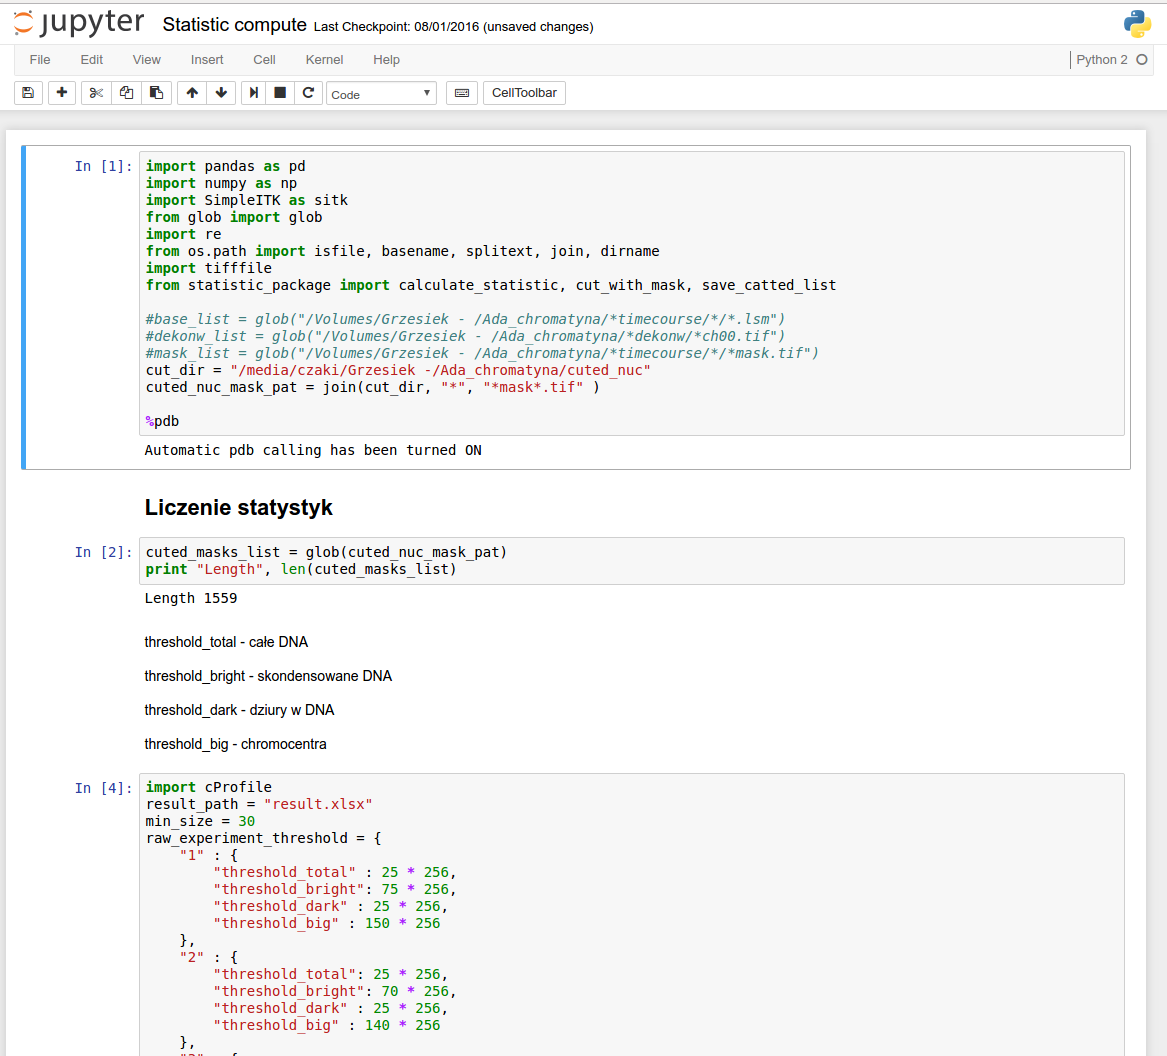 jupyter Statistic compute Last Checkpoint: 08/01/2016 (unsaved changes)
File Edit View Insert Cell Kernel Help Python 2
Code CellToolbar
In [1]:
import pandas as pd
import numpy as np
import SimpleITK as sitk
from glob import glob
import re
from os.path import isfile, basename, splitext, join, dirname
import tifffile
from statistic_package import calculate_statistic, cut_with_mask, save_catted_list

#base_list = glob("/Volumes/Grzesiek - /Ada_chromatyna/*timecourse/*/*.lsm")
#dekonw_list = glob("/Volumes/Grzesiek - /Ada_chromatyna/*dekonw/*ch00.tif")
#mask_list = glob("/Volumes/Grzesiek - /Ada_chromatyna/*timecourse/*/*mask.tif")
cut_dir = "/media/czaki/Grzesiek -/Ada_chromatyna/cuted_nuc"
cuted_nuc_mask_pat = join(cut_dir, "*", "*mask*.tif" )

%pdb
Automatic pdb calling has been turned ON
Liczenie statystyk
In [2]:
cuted_masks_list = glob(cuted_nuc_mask_pat)
print "Length", len(cuted_masks_list)
Length 1559
threshold_total - całe DNA
threshold_bright - skondensowane DNA
threshold_dark - dziury w DNA
threshold_big - chromocentra
In [4]:
import cProfile
result_path = "result.xlsx"
min_size = 30
raw_experiment_threshold = {
    "1" : {
        "threshold_total" : 25 * 256,
        "threshold_bright": 75 * 256,
        "threshold_dark" : 25 * 256,
        "threshold_big" : 150 * 256
    },
    "2" : {
        "threshold_total": 25 * 256,
        "threshold_bright": 70 * 256,
        "threshold_dark" : 25 * 256,
        "threshold_big" : 140 * 256
    },